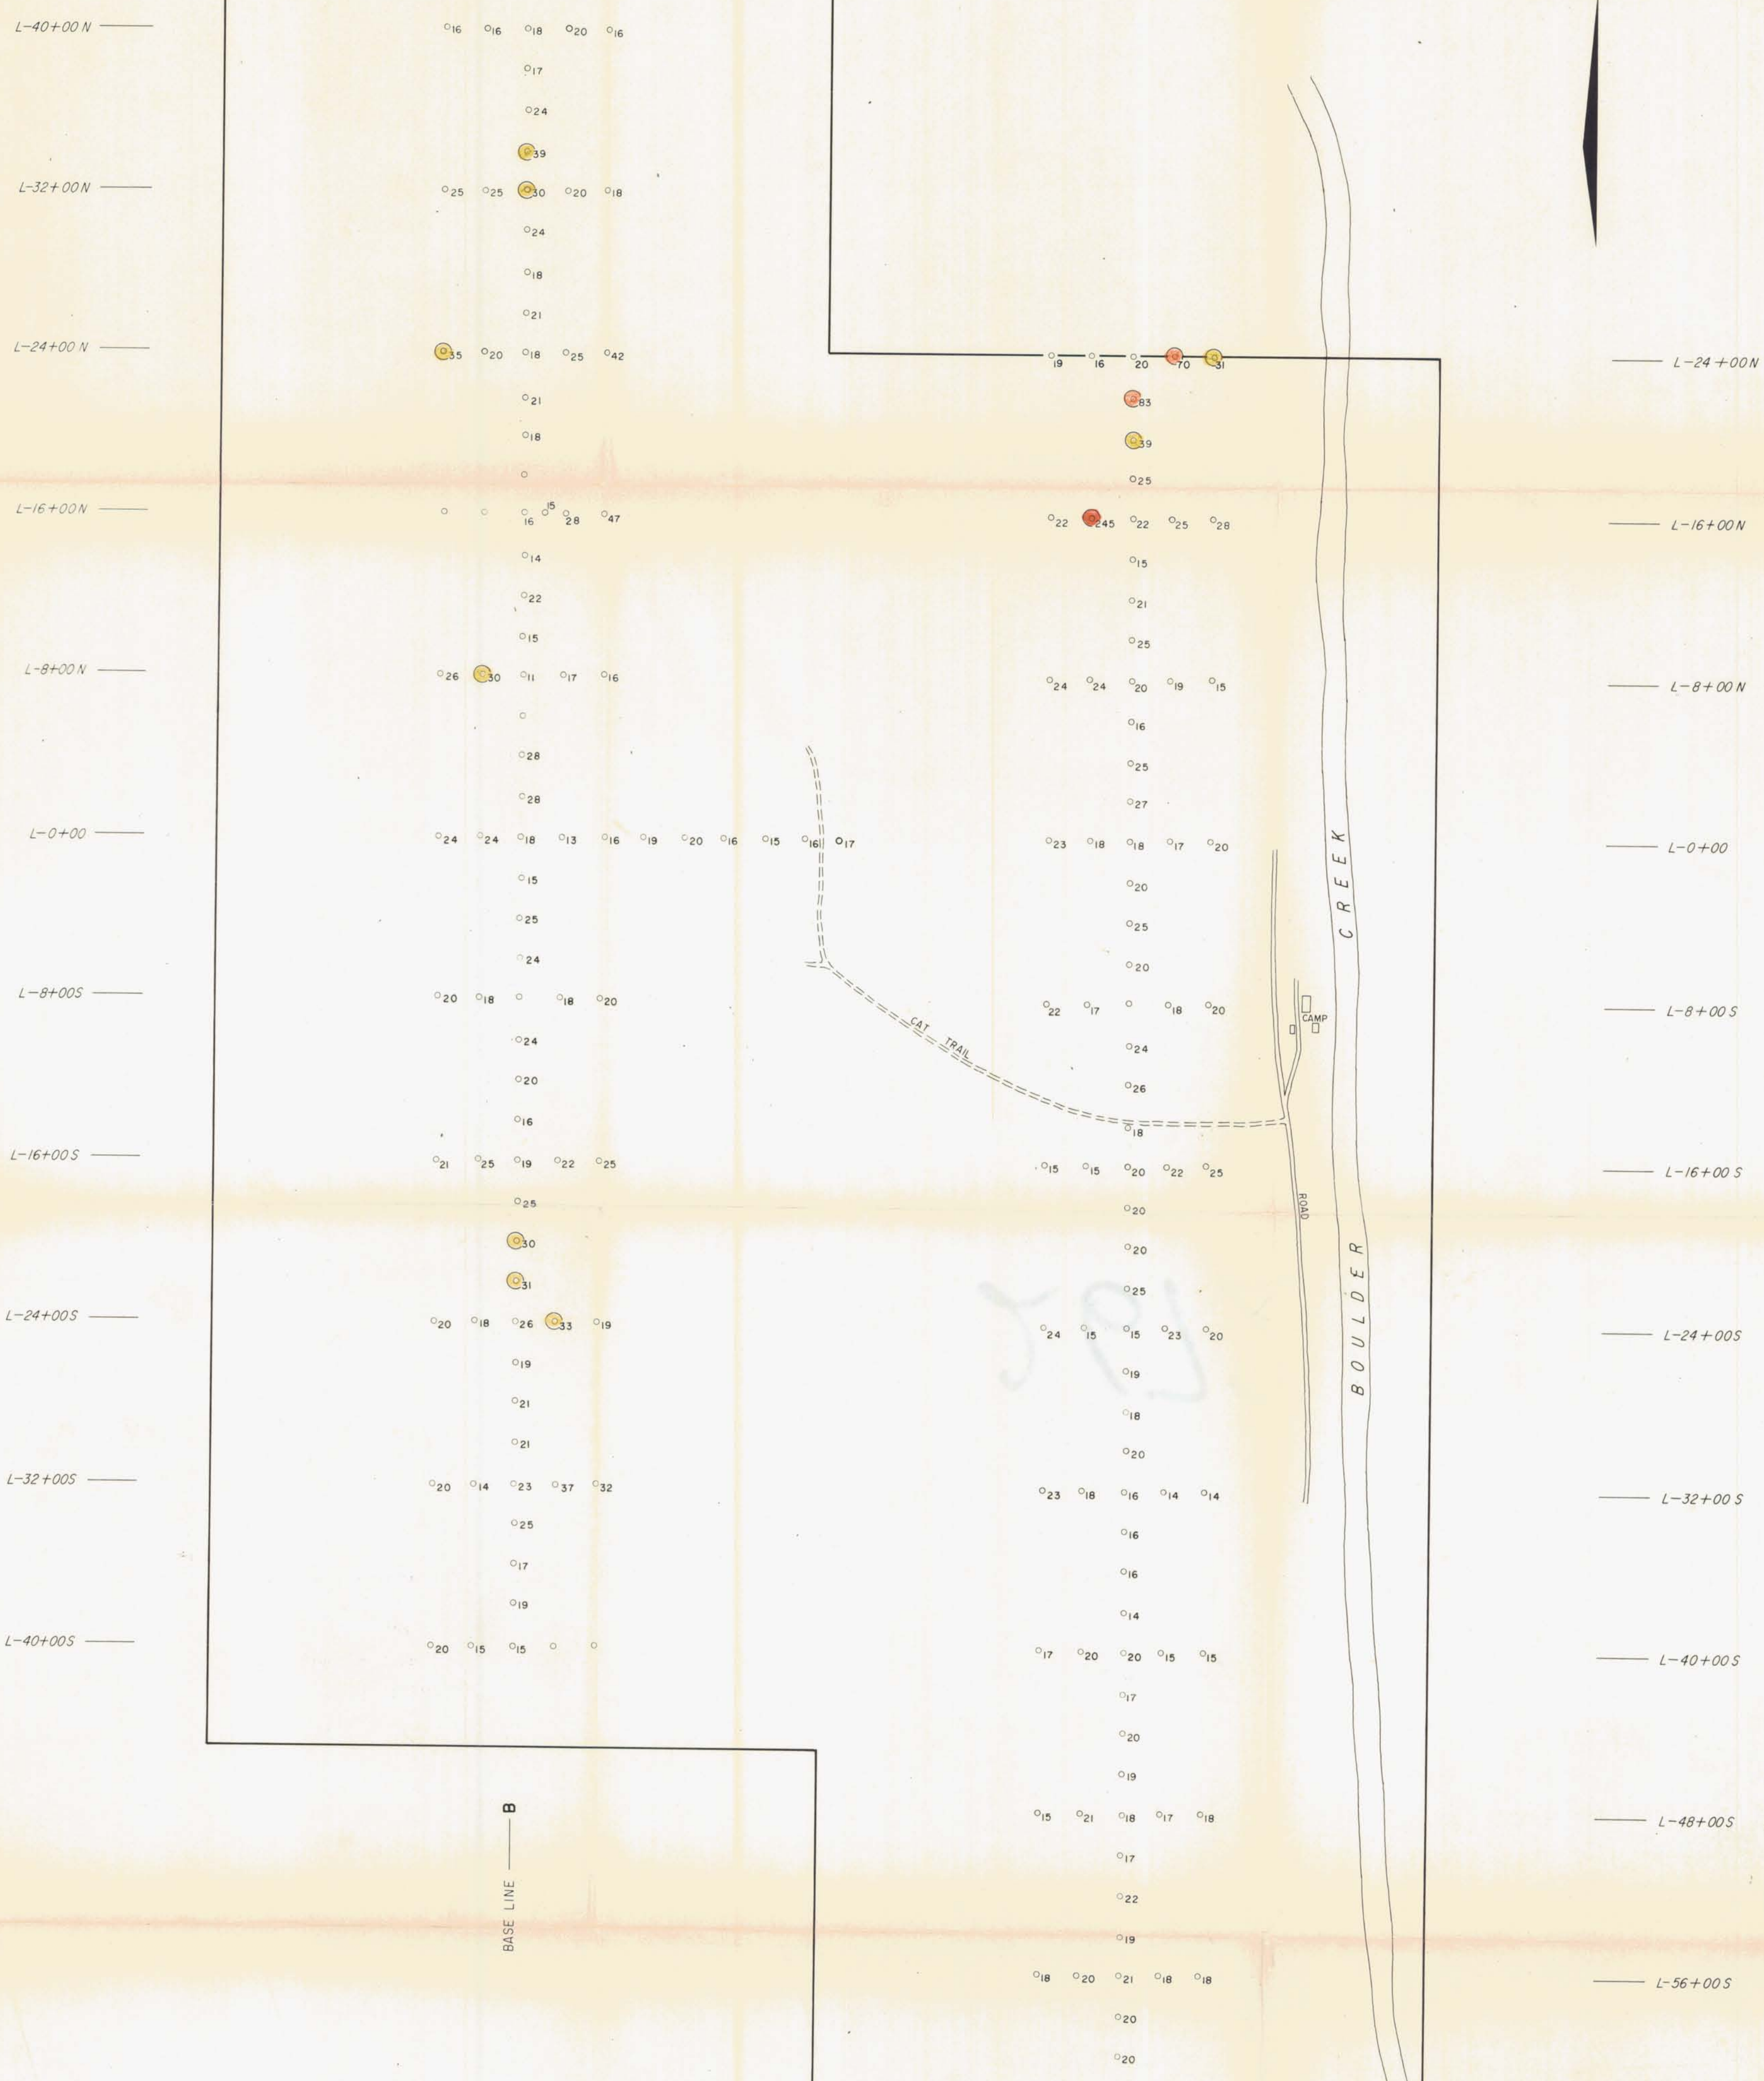 L-40+00 N 16 16 18 20 16
17
24
39
L-32+00N 25 25 30 20 18
24
18
21
L-24+00 N 35 20 18 25 42 19 16 20 70 31 L-24+00N
21 83
18 39
25
L-16+00N 16 15 28 47 22 245 22 25 28 L-16+00N
14 15
22 21
15 25
L-8+00N 26 30 11 17 16 24 24 20 19 15 L-8+00N
16
28 25
28 27
L-0+00 24 24 18 13 16 19 20 16 15 16 17 23 18 18 17 20 L-0+00
15 20
25 25
24 20
L-8+00S 20 18 18 20 22 17 18 20 L-8+00S
CAMP
CAT TRAIL
24 24
20 26
16 18
L-16+00S 21 25 19 22 25 15 15 20 22 25 L-16+00S
25 20
ROAD
30 20
31 25
L-24+00S 20 18 26 33 19 24 15 15 23 20 L-24+00S
19 19
21 18
21 20
L-32+00S 20 14 23 37 32 23 18 16 14 14 L-32+00S
25 16
17 16
19 14
L-40+00S 20 15 15 17 20 20 15 15 L-40+00S
17
20
19
15 21 18 17 18 L-48+00S
17
22
19
18 20 21 18 18 L-56+00S
20
20
BASE LINE B
BOULDER CREEK